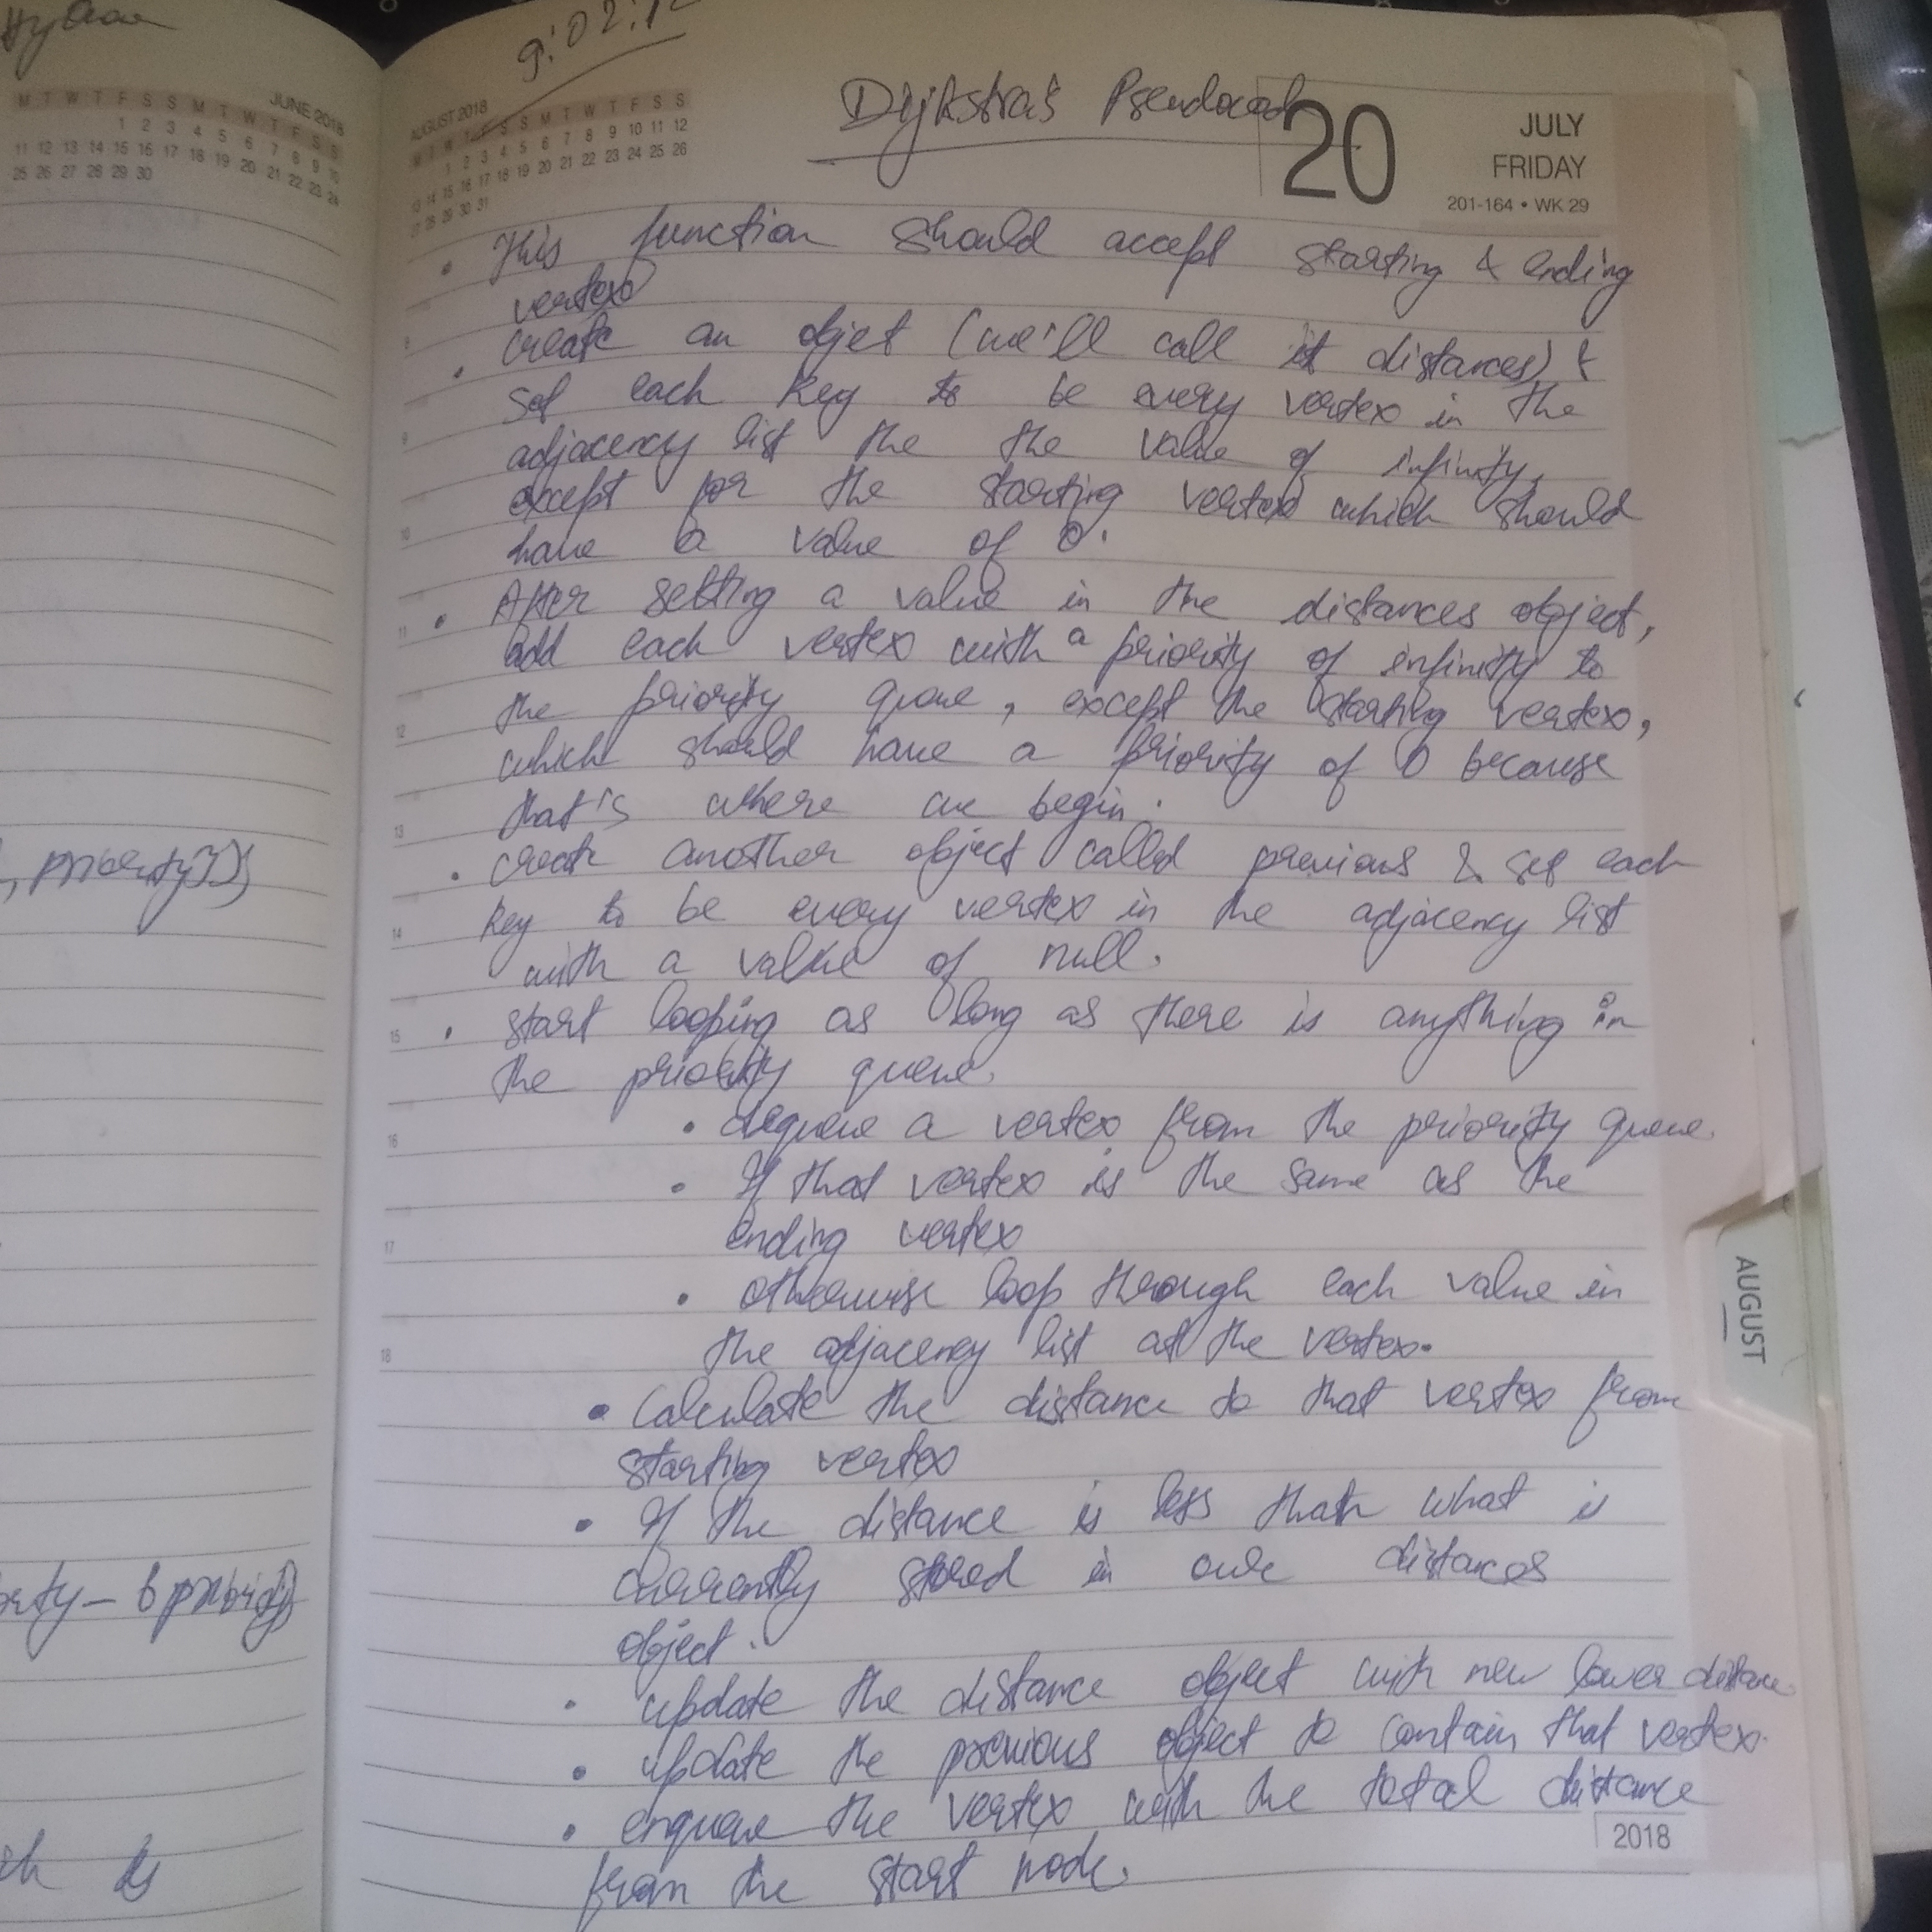 JUNE 2018
M T W T F S S M T W T F S S
1 2 3 4 5 6 7 8 9 10
11 12 13 14 15 16 17 18 19 20 21 22 23 24
25 26 27 28 29 30
, priority});
ch is
9:02:12
AUGUST 2018
M T W T F S S M T W T F S S
1 2 3 4 5 6 7 8 9 10 11 12
13 14 15 16 17 18 19 20 21 22 23 24 25 26
27 28 29 30 31
Dijkstra's Pseudocode
20
JULY
FRIDAY
201-164 • WK 29
• This function should accept starting & ending
vertex
• create an objet (we'll call it distances) &
set each key to be every vertex in the
adjacency list the the value of infinity,
except for the starting vertex which should
have a value of 0.
• After setting a value in the distances object,
add each vertex with a priority of infinity to
the priority queue, except the starting vertex,
which should have a priority of 0 because
that's where we begin.
• create another object called previous & set each
key to be every vertex in the adjacency list
with a value of null.
• start looping as long as there is anything in
the priority queue.
• dequeue a vertex from the priority queue.
• If that vertex is the same as the
ending vertex
• otherwise loop through each value in
the adjacency list at the vertex.
• Calculate the distance to that vertex from
starting vertex
• If the distance is less than what is
currently stored in our distances
object.
• update the distance object with new lower distance
• update the previous object to contain that vertex.
• enqueue the vertex with the total distance
from the start node.
8
9
10
11
12
13
14
15
16
17
18
AUGUST
2018